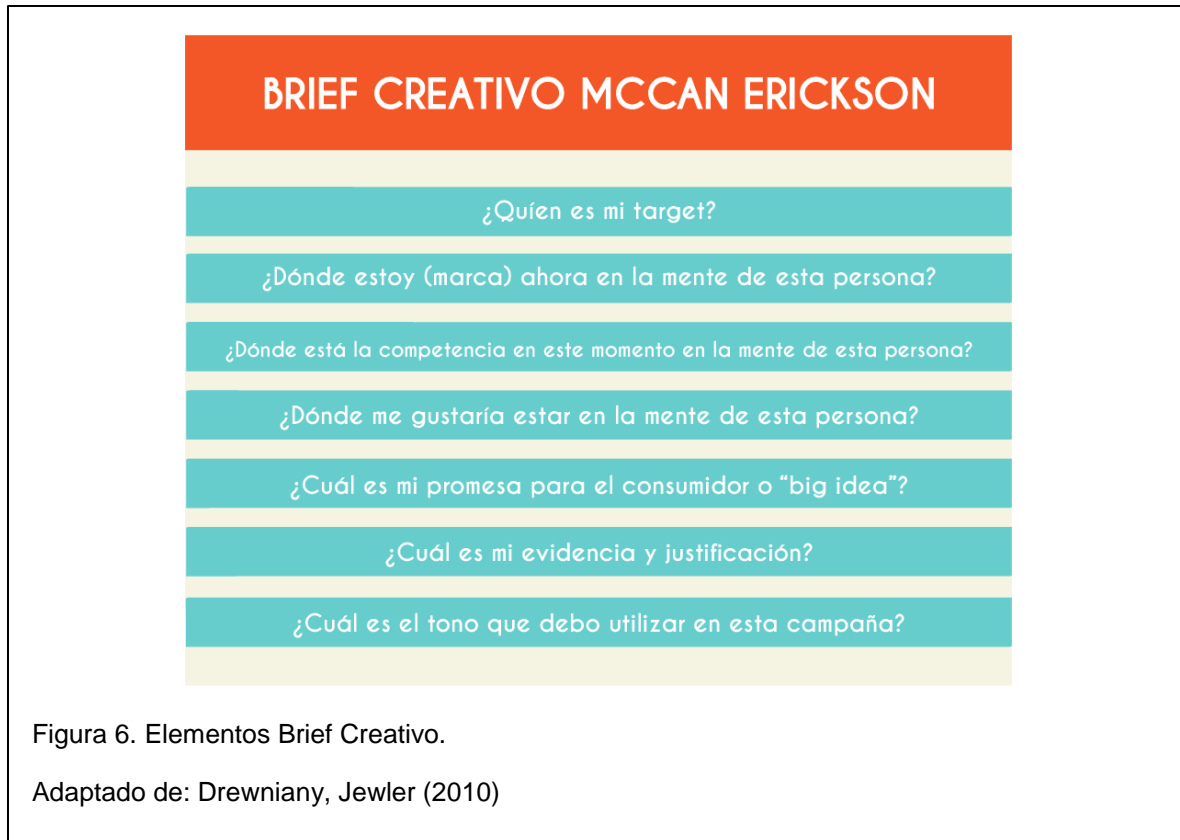 BRIEF CREATIVO MCCAN ERICKSON
¿Quíen es mi target?
¿Dónde estoy (marca) ahora en la mente de esta persona?
¿Dónde está la competencia en este momento en la mente de esta persona?
¿Dónde me gustaría estar en la mente de esta persona?
¿Cuál es mi promesa para el consumidor o “big idea”?
¿Cuál es mi evidencia y justificación?
¿Cuál es el tono que debo utilizar en esta campaña?
Figura 6. Elementos Brief Creativo.
Adaptado de: Drewniany, Jewler (2010)